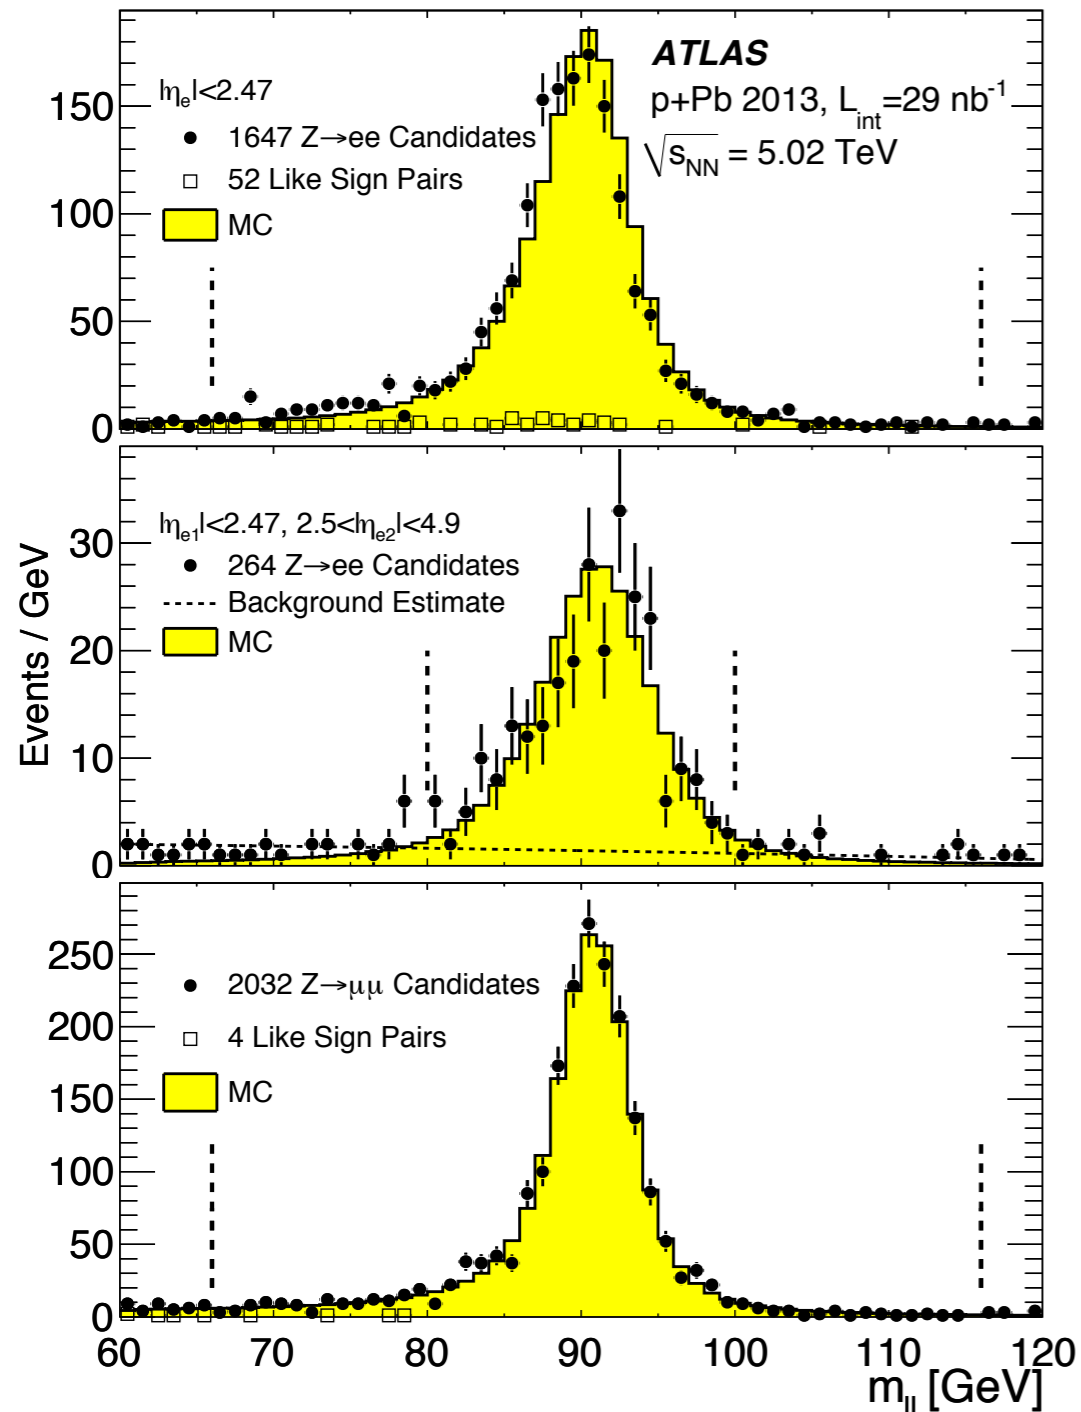 ATLAS
p+Pb 2013, L_int=29 nb⁻¹
√s_NN = 5.02 TeV
|η_e|<2.47
1647 Z→ee Candidates
52 Like Sign Pairs
MC
150
100
50
0
|η_e1|<2.47, 2.5<|η_e2|<4.9
264 Z→ee Candidates
Background Estimate
MC
30
20
10
0
Events / GeV
2032 Z→μμ Candidates
4 Like Sign Pairs
MC
250
200
150
100
50
0
60 70 80 90 100 110 120
m_ll [GeV]